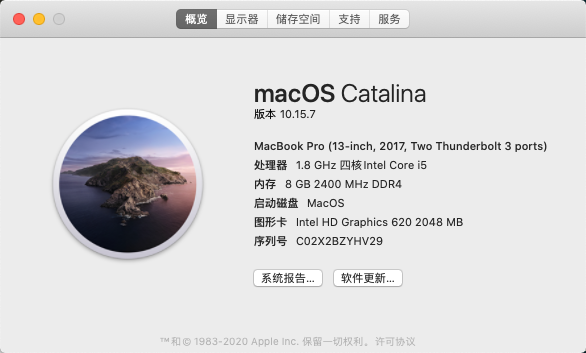 概览 显示器 储存空间 支持 服务
macOS Catalina
版本 10.15.7
MacBook Pro (13-inch, 2017, Two Thunderbolt 3 ports)
处理器 1.8 GHz 四核Intel Core i5
内存 8 GB 2400 MHz DDR4
启动磁盘 MacOS
图形卡 Intel HD Graphics 620 2048 MB
序列号 C02X2BZYHV29
系统报告... 软件更新...
™和© 1983-2020 Apple Inc. 保留一切权利。许可协议